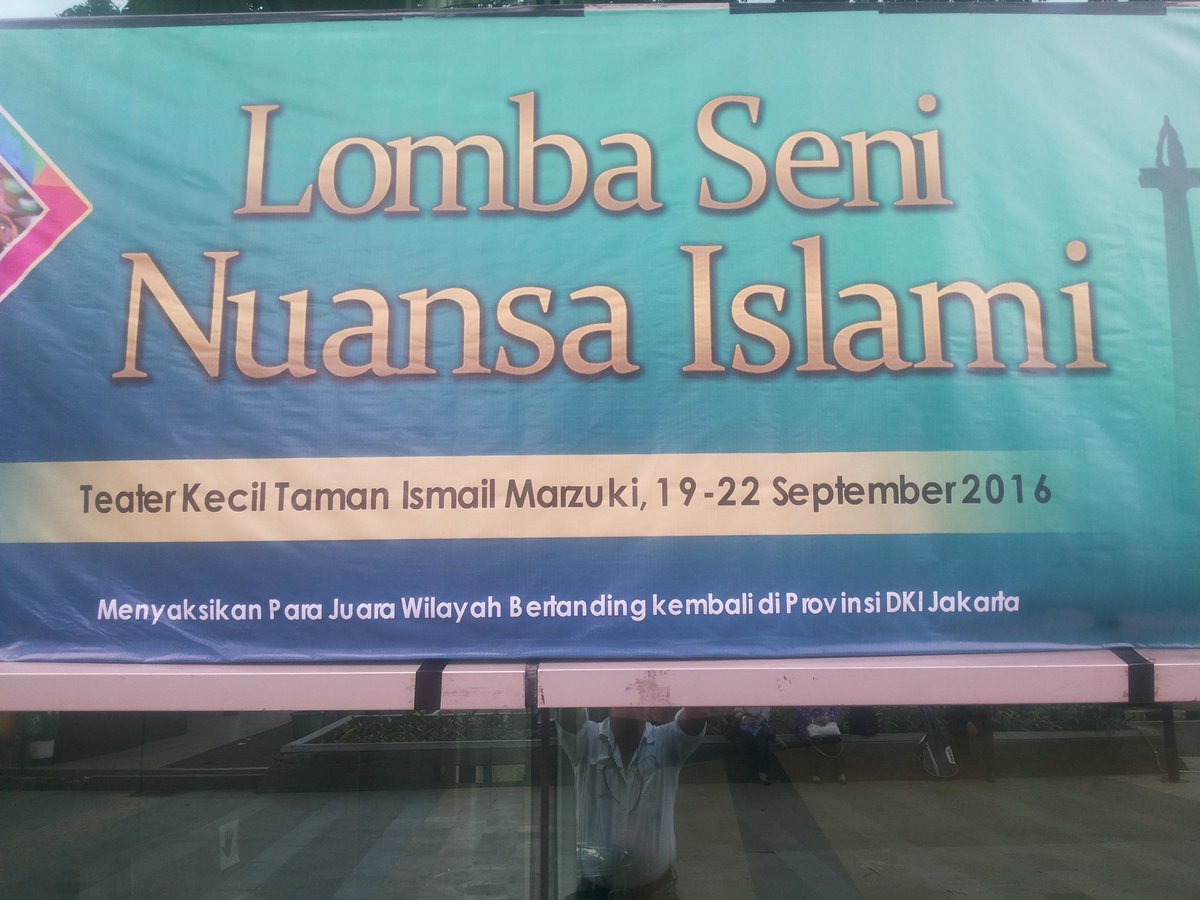 Lomba Seni
Nuansa Islami
Teater Kecil Taman Ismail Marzuki, 19-22 September 2016
Menyaksikan Para Juara Wilayah Bertanding kembali di Provinsi DKI Jakarta